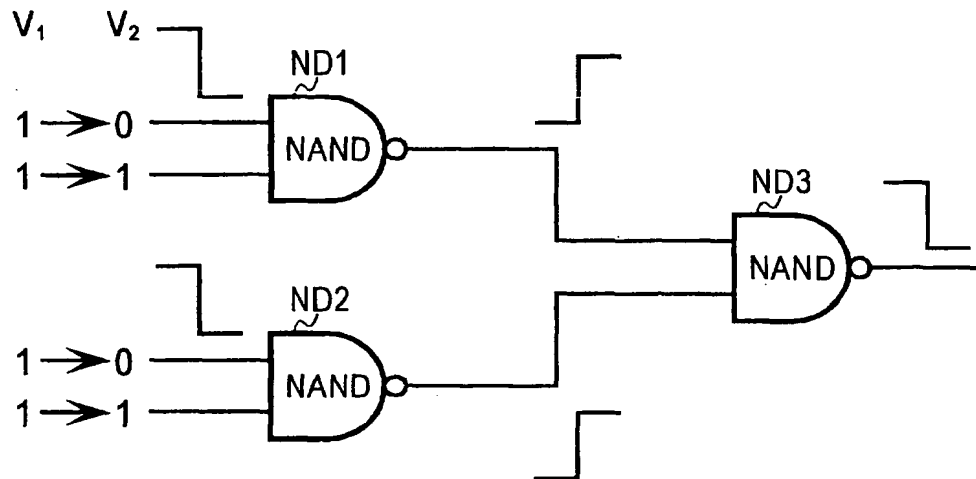 V₁ V₂
ND1
1 → 0
NAND
1 → 1
ND3
NAND
ND2
1 → 0
NAND
1 → 1